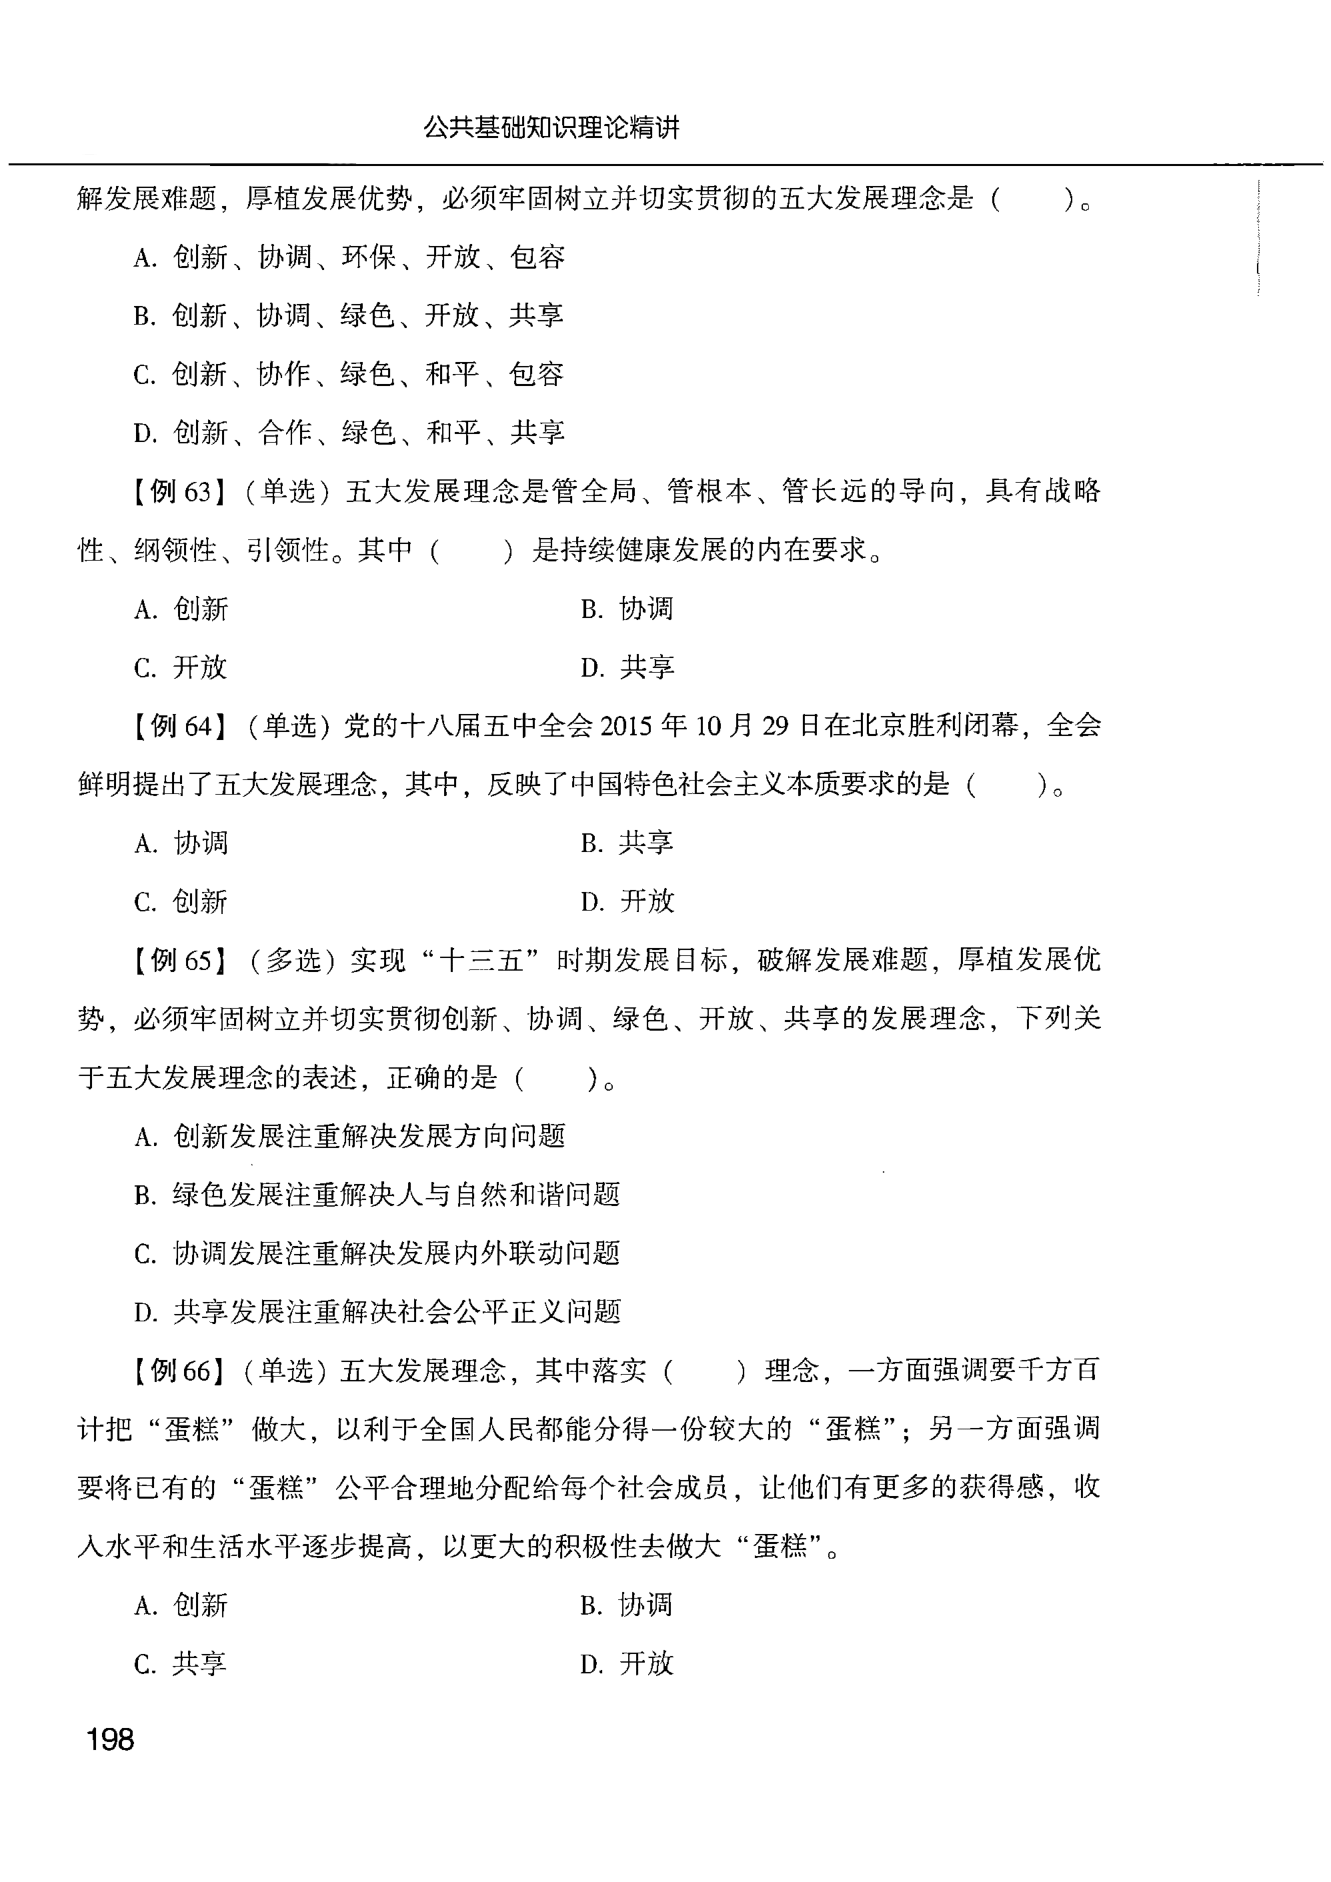 公共基础知识理论精讲
解发展难题，厚植发展优势，必须牢固树立并切实贯彻的五大发展理念是（　　）。
A. 创新、协调、环保、开放、包容
B. 创新、协调、绿色、开放、共享
C. 创新、协作、绿色、和平、包容
D. 创新、合作、绿色、和平、共享
【例 63】（单选）五大发展理念是管全局、管根本、管长远的导向，具有战略
性、纲领性、引领性。其中（　　）是持续健康发展的内在要求。
A. 创新　　B. 协调
C. 开放　　D. 共享
【例 64】（单选）党的十八届五中全会 2015 年 10 月 29 日在北京胜利闭幕，全会
鲜明提出了五大发展理念，其中，反映了中国特色社会主义本质要求的是（　　）。
A. 协调　　B. 共享
C. 创新　　D. 开放
【例 65】（多选）实现“十三五”时期发展目标，破解发展难题，厚植发展优
势，必须牢固树立并切实贯彻创新、协调、绿色、开放、共享的发展理念，下列关
于五大发展理念的表述，正确的是（　　）。
A. 创新发展注重解决发展方向问题
B. 绿色发展注重解决人与自然和谐问题
C. 协调发展注重解决发展内外联动问题
D. 共享发展注重解决社会公平正义问题
【例 66】（单选）五大发展理念，其中落实（　　）理念，一方面强调要千方百
计把“蛋糕”做大，以利于全国人民都能分得一份较大的“蛋糕”；另一方面强调
要将已有的“蛋糕”公平合理地分配给每个社会成员，让他们有更多的获得感，收
入水平和生活水平逐步提高，以更大的积极性去做大“蛋糕”。
A. 创新　　B. 协调
C. 共享　　D. 开放
198